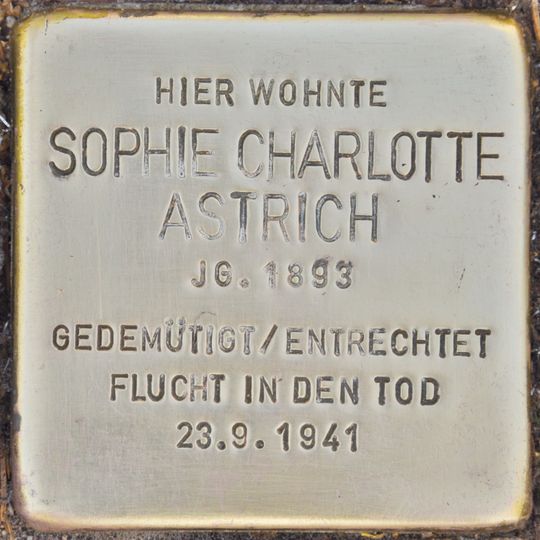 HIER WOHNTE
SOPHIE CHARLOTTE
ASTRICH
JG. 1893
GEDEMÜTIGT/ENTRECHTET
FLUCHT IN DEN TOD
23.9.1941